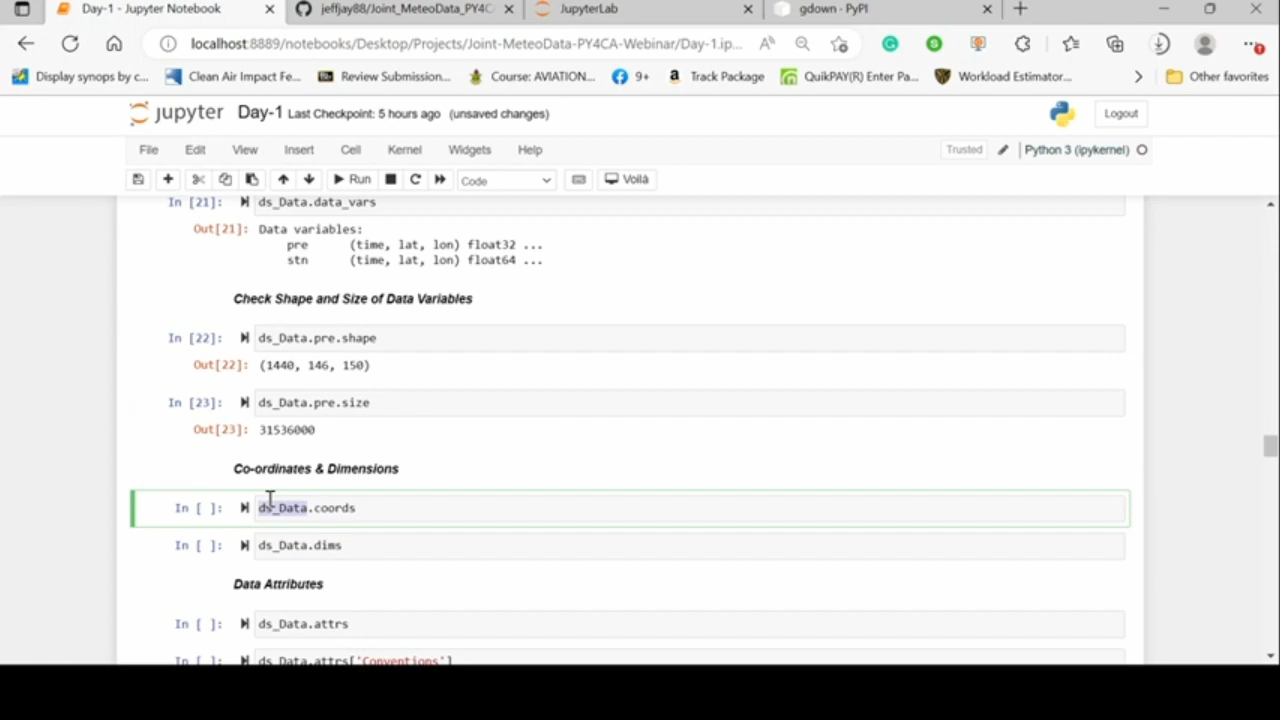 Day-1 - Jupyter Notebook
jeffjay88/Joint_MeteoData_PY4C
JupyterLab
gdown · PyPI
localhost:8889/notebooks/Desktop/Projects/Joint-MeteoData-PY4CA-Webinar/Day-1.ip...
Display synops by c...
Clean Air Impact Fe...
Review Submission...
Course: AVIATION...
9+
Track Package
QuikPAY(R) Enter Pa...
Workload Estimator...
Other favorites
jupyter Day-1 Last Checkpoint: 5 hours ago (unsaved changes)
Logout
File Edit View Insert Cell Kernel Widgets Help
Trusted
Python 3 (ipykernel)
Run
Code
Voilà
In [21]: ds_Data.data_vars
Out[21]: Data variables:
pre (time, lat, lon) float32 ...
stn (time, lat, lon) float64 ...
Check Shape and Size of Data Variables
In [22]: ds_Data.pre.shape
Out[22]: (1440, 146, 150)
In [23]: ds_Data.pre.size
Out[23]: 31536000
Co-ordinates & Dimensions
In [ ]: ds_Data.coords
In [ ]: ds_Data.dims
Data Attributes
In [ ]: ds_Data.attrs
In [ ]: ds_Data.attrs['Conventions']